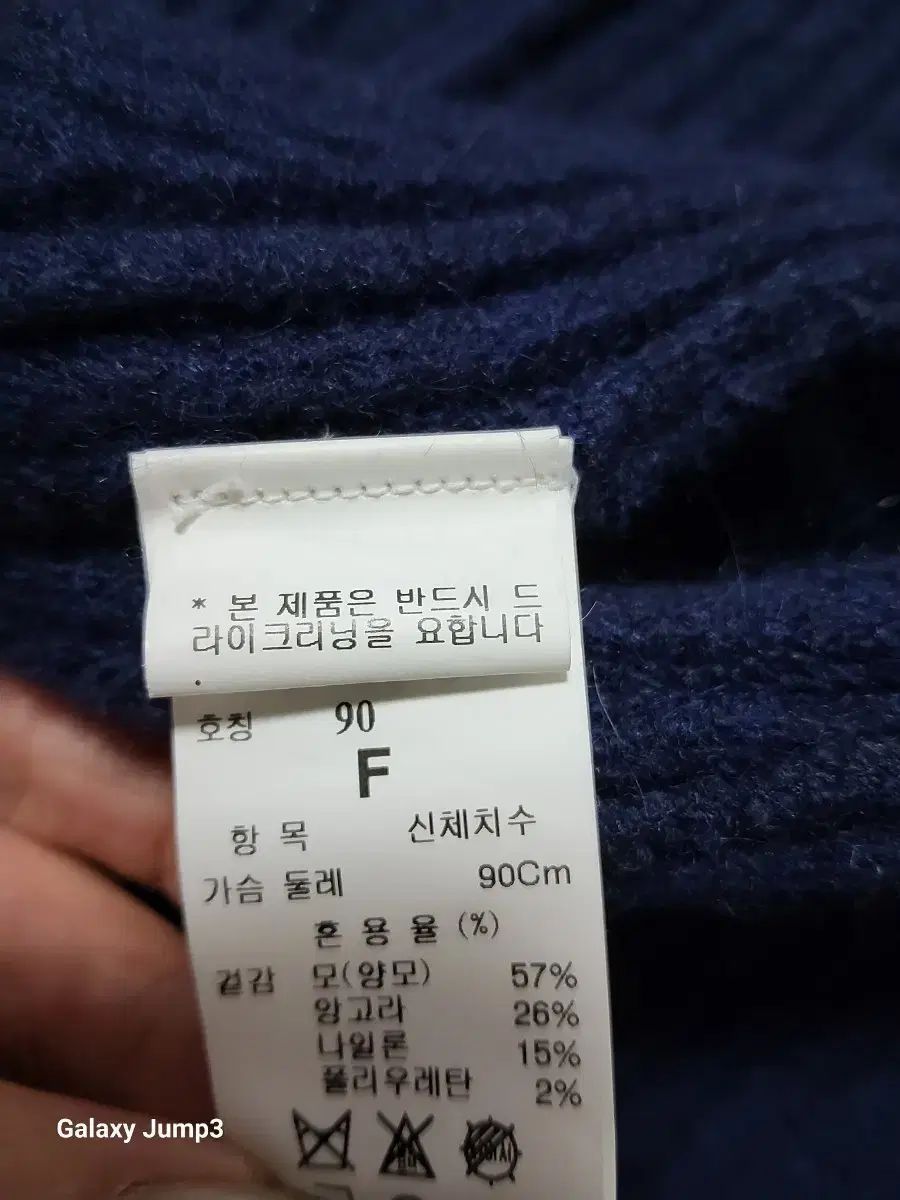 * 본 제품은 반드시 드
라이크리닝을 요합니다
.
호칭 90
F
항 목 신체치수
가슴 둘레 90Cm
혼 용 율 (%)
겉감 모(양모) 57%
앙고라 26%
나일론 15%
폴리우레탄 2%
Galaxy Jump3